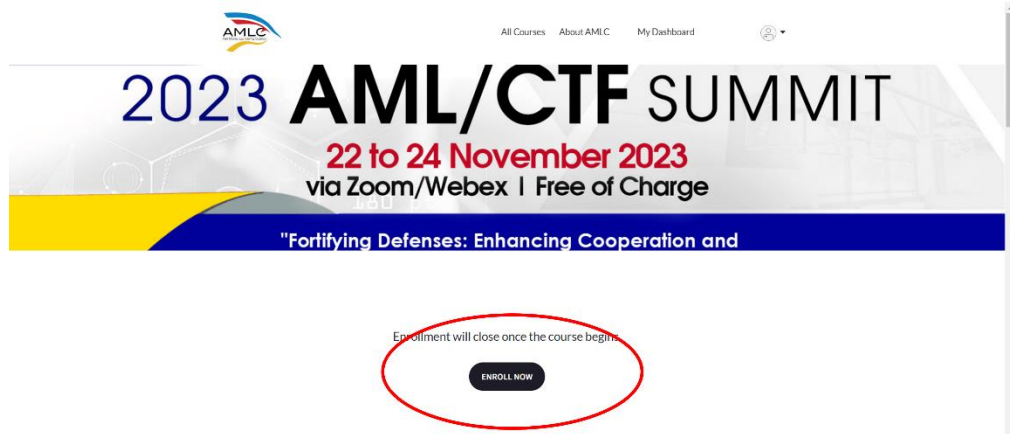 AMLC
All Courses About AMLC My Dashboard
2023 AML/CTF SUMMIT
22 to 24 November 2023
via Zoom/Webex | Free of Charge
"Fortifying Defenses: Enhancing Cooperation and
Enrollment will close once the course begins
ENROLL NOW